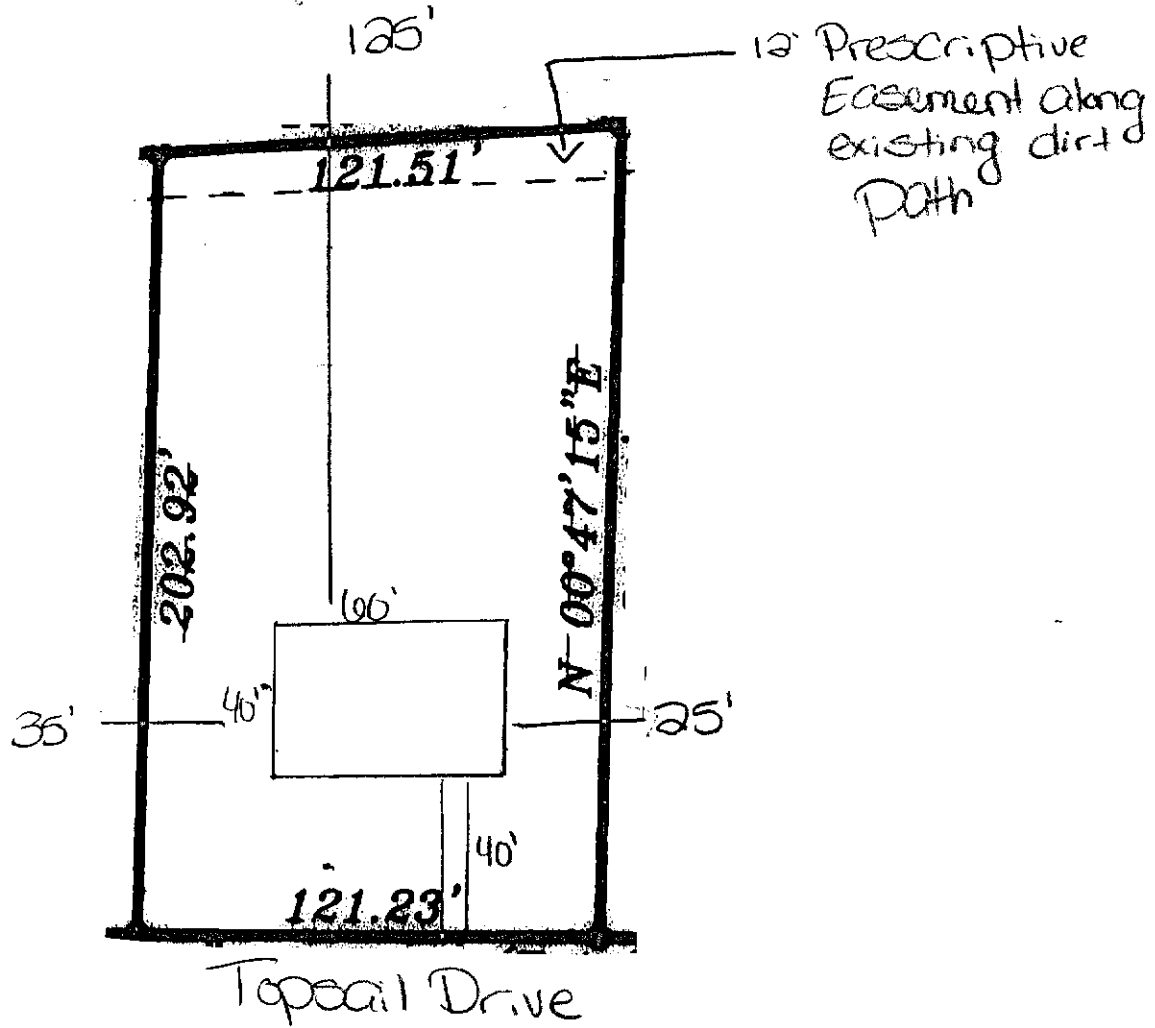 125'
12' Prescriptive
Easement along
existing dirt
path
121.51'
202.92'
N 00°47'15"E
60'
40'
35'
25'
40'
121.23'
Topsail Drive